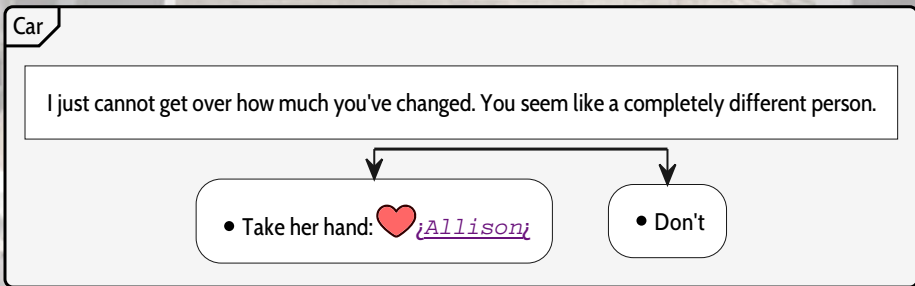 Car
I just cannot get over how much you've changed. You seem like a completely different person.
• Take her hand: ¿Allison¿
• Don't